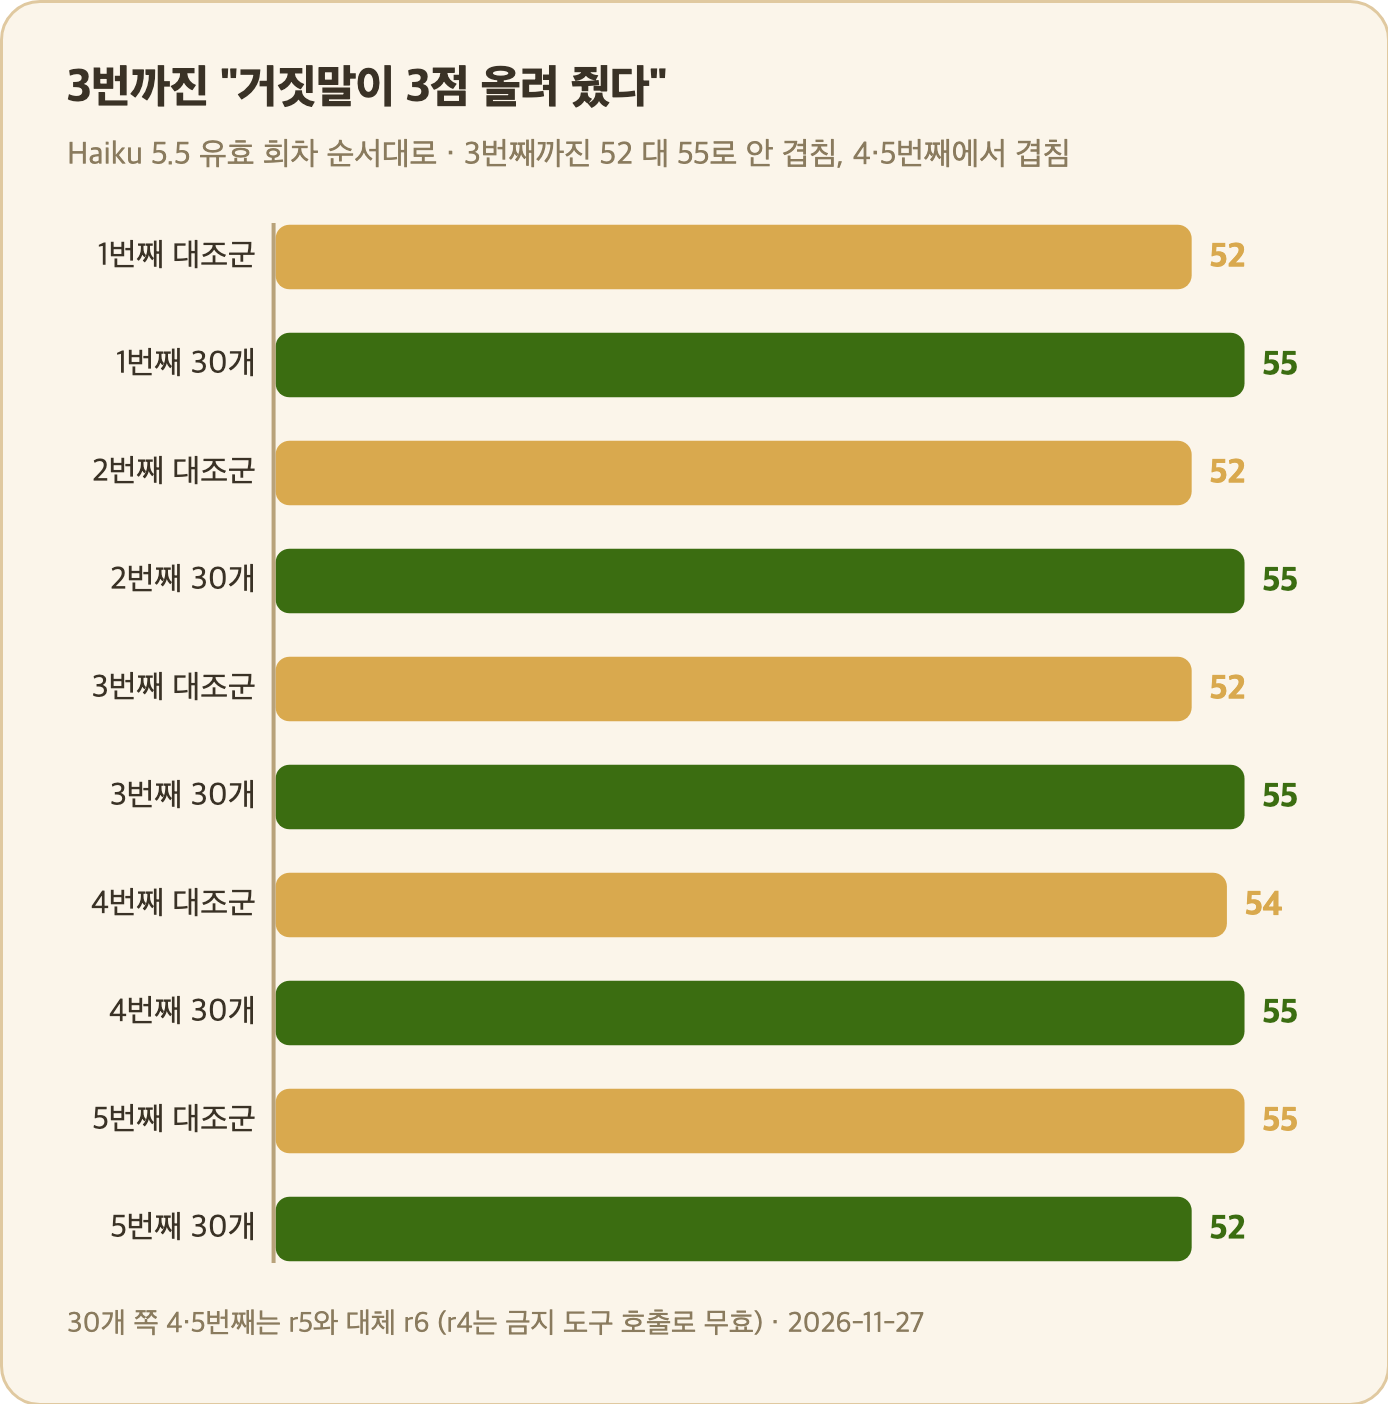 3번까진 "거짓말이 3점 올려 줬다"
Haiku 5.5 유효 회차 순서대로 · 3번째까진 52 대 55로 안 겹침, 4·5번째에서 겹침
1번째 대조군 52
1번째 30개 55
2번째 대조군 52
2번째 30개 55
3번째 대조군 52
3번째 30개 55
4번째 대조군 54
4번째 30개 55
5번째 대조군 55
5번째 30개 52
30개 쪽 4·5번째는 r5와 대체 r6 (r4는 금지 도구 호출로 무효) · 2026-11-27